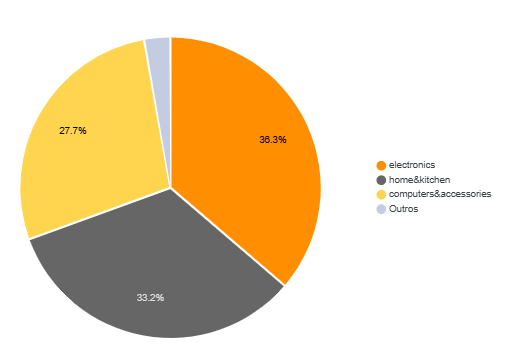 36.3%
27.7%
33.2%
electronics
home&kitchen
computers&accessories
Outros